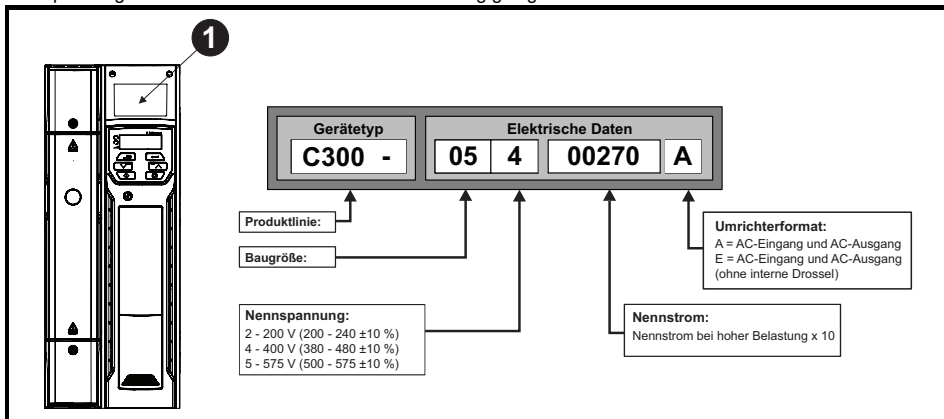 1
Gerätetyp
Elektrische Daten
C300 -
05 4 00270 A
Produktlinie:
Baugröße:
Nennspannung:
2 - 200 V (200 - 240 ±10 %)
4 - 400 V (380 - 480 ±10 %)
5 - 575 V (500 - 575 ±10 %)
Nennstrom:
Nennstrom bei hoher Belastung x 10
Umrichterformat:
A = AC-Eingang und AC-Ausgang
E = AC-Eingang und AC-Ausgang
(ohne interne Drossel)